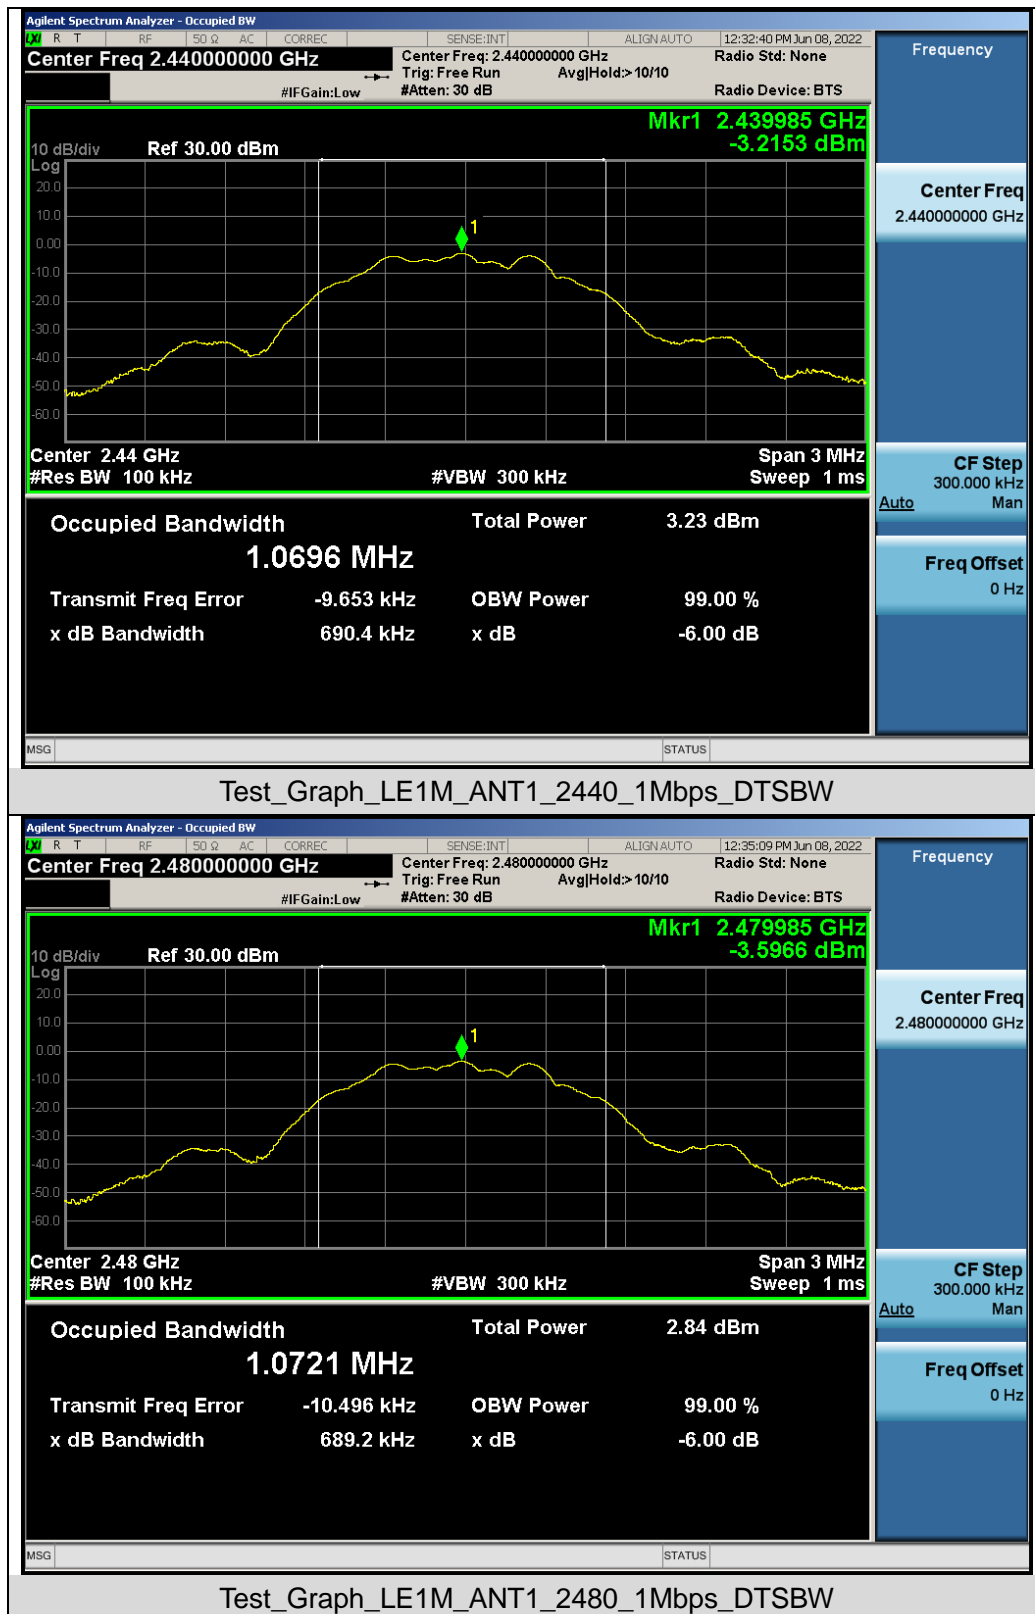 Agilent Spectrum Analyzer - Occupied BW
LXI R T RF 50 Ω AC CORREC SENSE:INT ALIGN AUTO 12:32:40 PM Jun 08, 2022
Center Freq 2.440000000 GHz
Center Freq: 2.440000000 GHz
Radio Std: None
Trig: Free Run Avg|Hold:> 10/10
#IFGain:Low
#Atten: 30 dB
Radio Device: BTS
Frequency
Mkr1 2.439985 GHz
-3.2153 dBm
10 dB/div Ref 30.00 dBm
Log
20.0
10.0
0.00
-10.0
-20.0
-30.0
-40.0
-50.0
-60.0
1
Center Freq
2.440000000 GHz
Center 2.44 GHz Span 3 MHz
#Res BW 100 kHz #VBW 300 kHz Sweep 1 ms
CF Step
300.000 kHz
Auto Man
Occupied Bandwidth Total Power 3.23 dBm
1.0696 MHz
Transmit Freq Error -9.653 kHz OBW Power 99.00 %
x dB Bandwidth 690.4 kHz x dB -6.00 dB
Freq Offset
0 Hz
MSG STATUS
Test_Graph_LE1M_ANT1_2440_1Mbps_DTSBW
Agilent Spectrum Analyzer - Occupied BW
LXI R T RF 50 Ω AC CORREC SENSE:INT ALIGN AUTO 12:35:09 PM Jun 08, 2022
Center Freq 2.480000000 GHz
Center Freq: 2.480000000 GHz
Radio Std: None
Trig: Free Run Avg|Hold:> 10/10
#IFGain:Low
#Atten: 30 dB
Radio Device: BTS
Frequency
Mkr1 2.479985 GHz
-3.5966 dBm
10 dB/div Ref 30.00 dBm
Log
20.0
10.0
0.00
-10.0
-20.0
-30.0
-40.0
-50.0
-60.0
1
Center Freq
2.480000000 GHz
Center 2.48 GHz Span 3 MHz
#Res BW 100 kHz #VBW 300 kHz Sweep 1 ms
CF Step
300.000 kHz
Auto Man
Occupied Bandwidth Total Power 2.84 dBm
1.0721 MHz
Transmit Freq Error -10.496 kHz OBW Power 99.00 %
x dB Bandwidth 689.2 kHz x dB -6.00 dB
Freq Offset
0 Hz
MSG STATUS
Test_Graph_LE1M_ANT1_2480_1Mbps_DTSBW